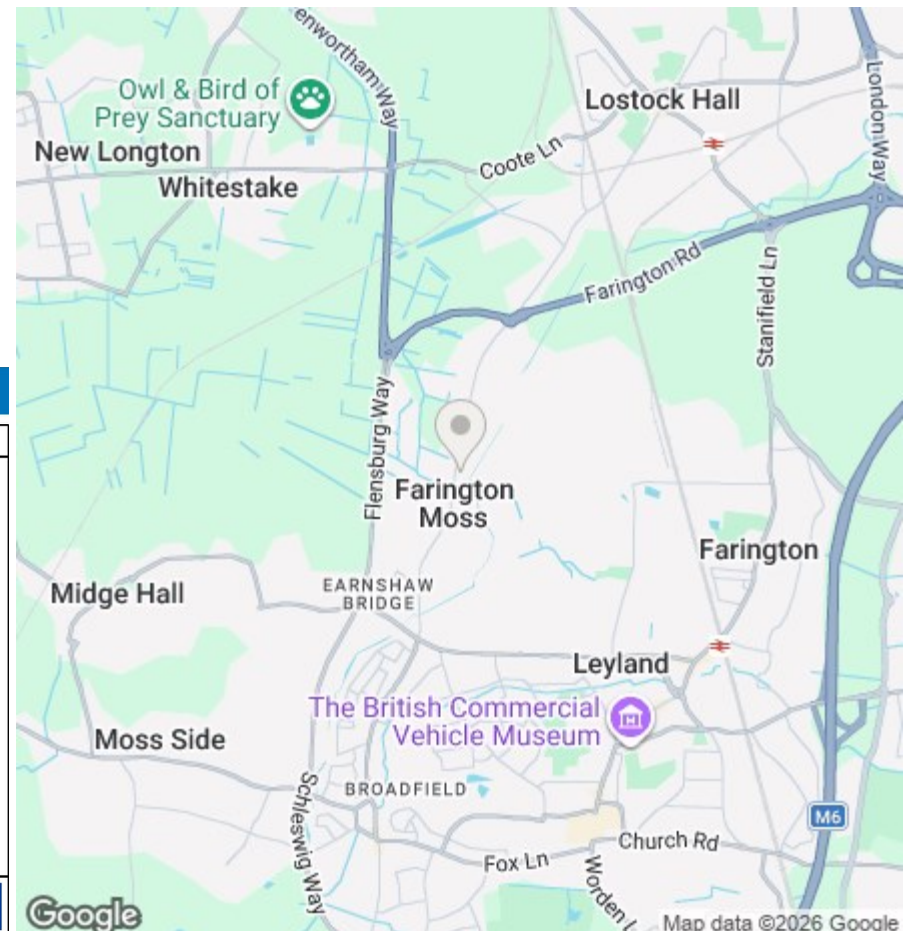 enwortham Way
Owl & Bird of
Prey Sanctuary
Lostock Hall
London Way
New Longton
Coote Ln
Whitestake
Farington Rd
Stanifield Ln
Flensburg Way
Farington
Moss
Farington
EARNSHAW
BRIDGE
Midge Hall
Leyland
The British Commercial
Vehicle Museum
Moss Side
BROADFIELD
Schleswig Way
M6
Church Rd
Fox Ln
Worden L
Google
Map data ©2026 Google